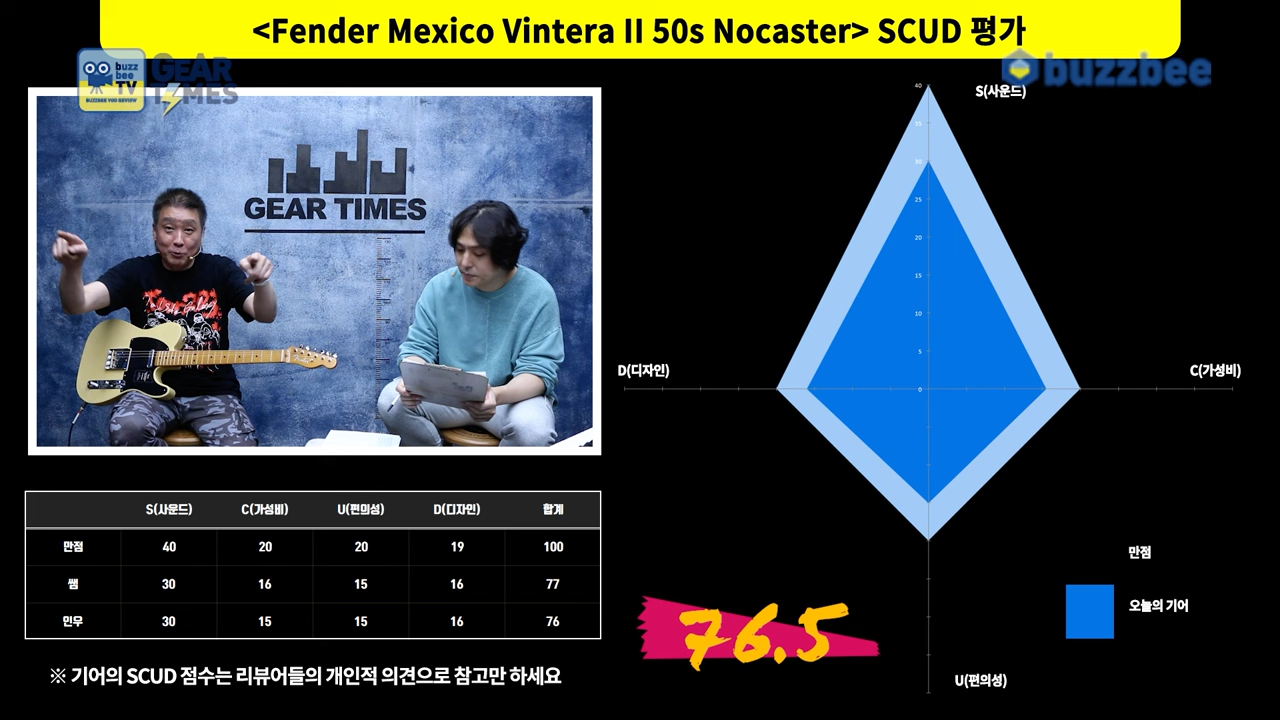 <Fender Mexico Vintera II 50s Nocaster> SCUD 평가
buzz
bee
TV
BUZZBEE VOD REVIEW
GEAR
TIMES
buzzbee
GEAR TIMES
S(사운드)
40
35
30
25
20
15
10
5
0
D(디자인)
C(가성비)
U(편의성)
S(사운드) C(가성비) U(편의성) D(디자인) 합계
만점 40 20 20 19 100
쌤 30 16 15 16 77
민우 30 15 15 16 76
76.5
만점
오늘의 기어
※ 기어의 SCUD 점수는 리뷰어들의 개인적 의견으로 참고만 하세요